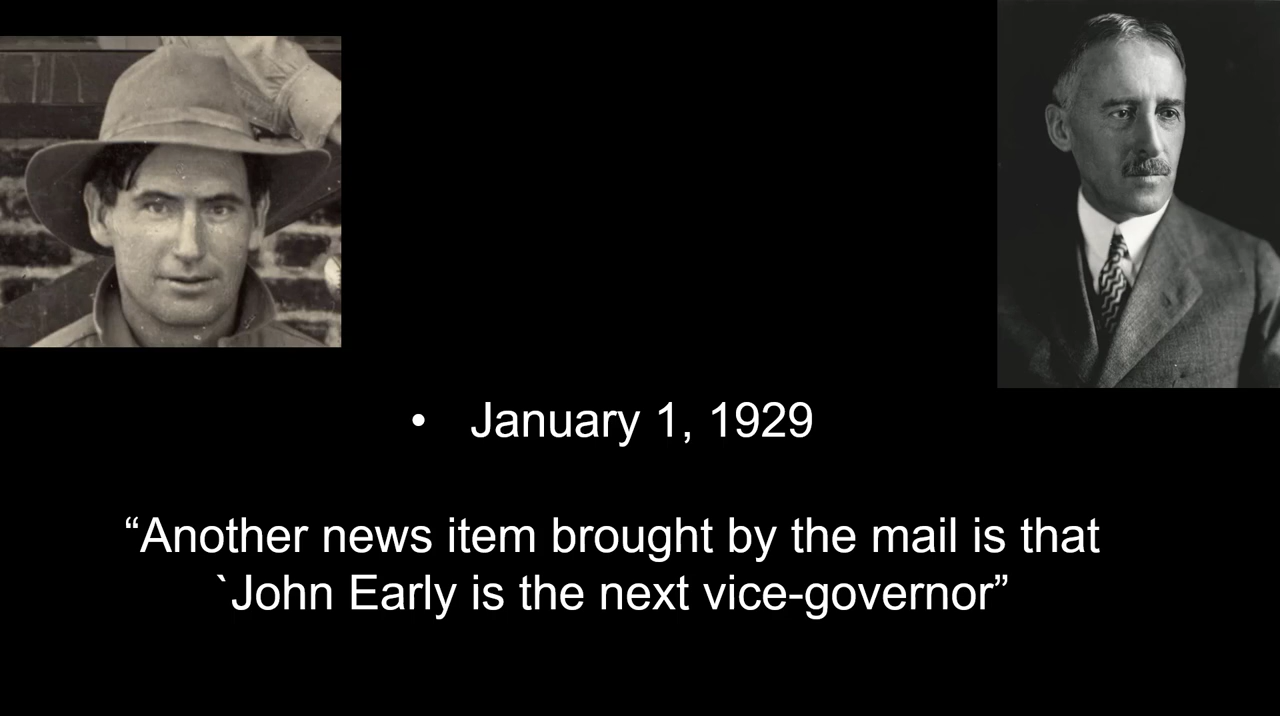 • January 1, 1929
“Another news item brought by the mail is that
`John Early is the next vice-governor”